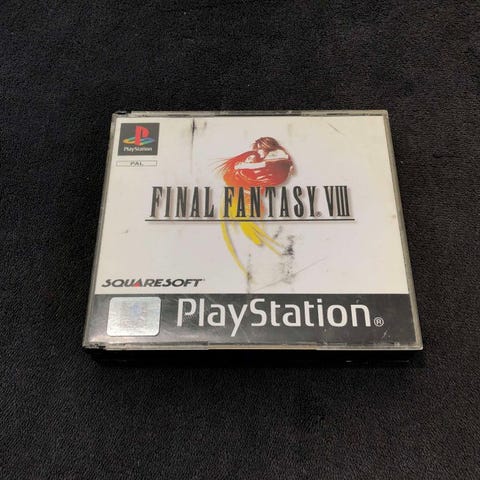 PlayStation
PAL
FINAL FANTASY® VIII
SQUARESOFT
PlayStation®